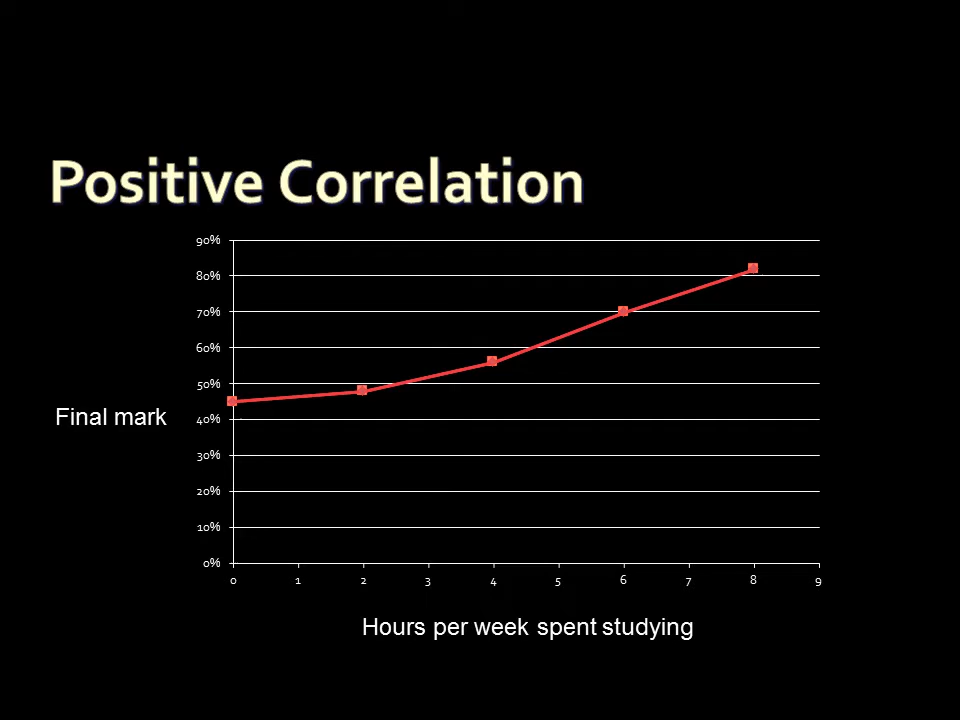 Positive Correlation
90%
80%
70%
60%
50%
Final mark
40%
30%
20%
10%
0%
0 1 2 3 4 5 6 7 8 9
Hours per week spent studying